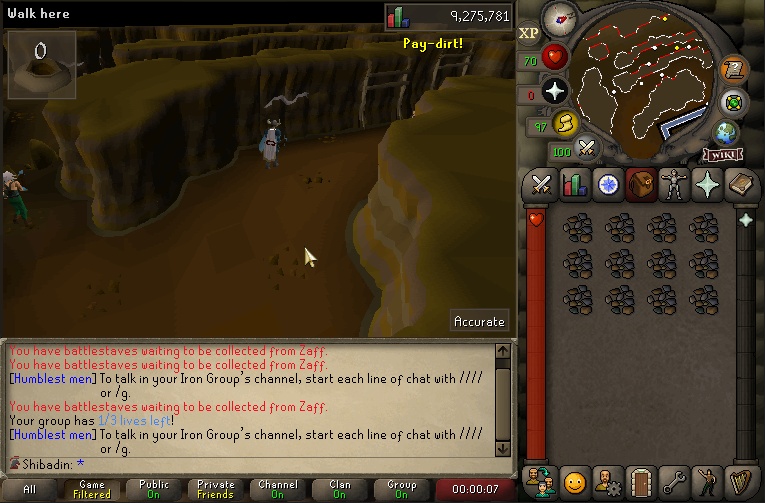 Walk here
9,275,781
0
Pay-dirt!
XP
70
0
97
100
WIKI
Accurate
You have battlestaves waiting to be collected from Zaff.
You have battlestaves waiting to be collected from Zaff.
[Humblest men] To talk in your Iron Group's channel, start each line of chat with ////
or /g.
You have battlestaves waiting to be collected from Zaff.
Your group has 1/3 lives left!
[Humblest men] To talk in your Iron Group's channel, start each line of chat with ////
or /g.
Shibadin: *
All
Game
Filtered
Public
On
Private
Friends
Channel
On
Clan
On
Group
On
00:00:07